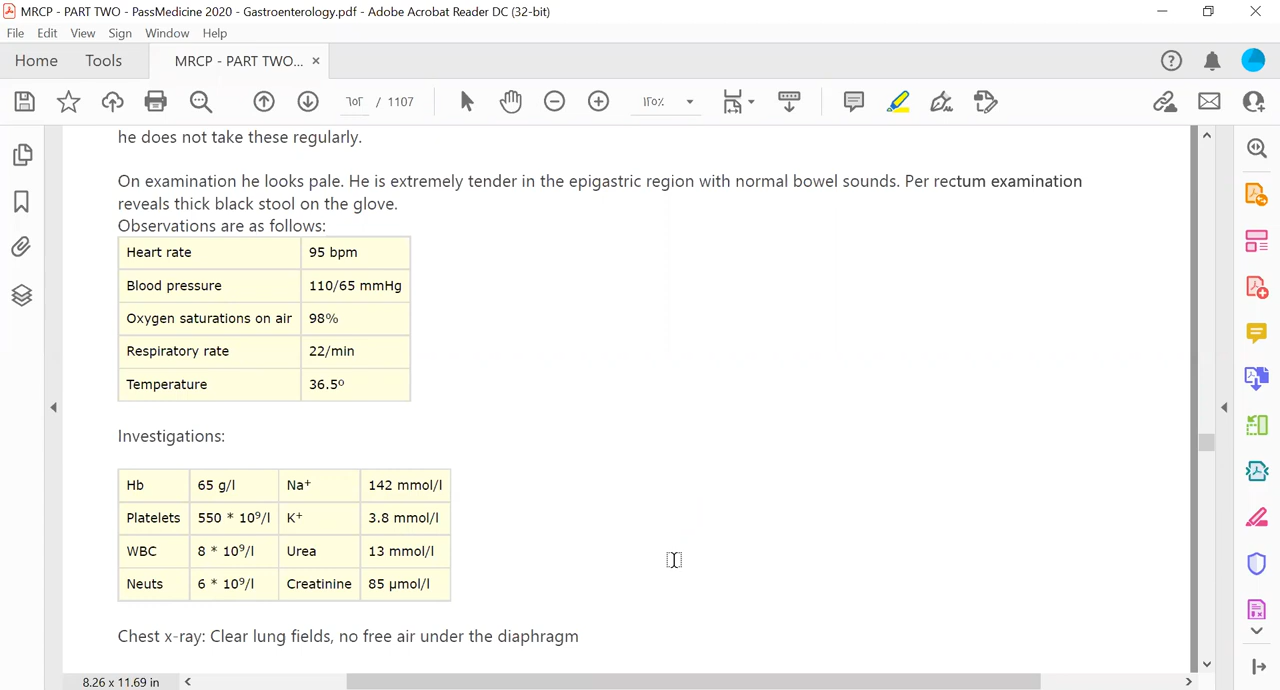 MRCP - PART TWO - PassMedicine 2020 - Gastroenterology.pdf - Adobe Acrobat Reader DC (32-bit)
File Edit View Sign Window Help
Home Tools MRCP - PART TWO... ×
/ 1107 ١٢٥%
he does not take these regularly.
On examination he looks pale. He is extremely tender in the epigastric region with normal bowel sounds. Per rectum examination
reveals thick black stool on the glove.
Observations are as follows:
Heart rate 95 bpm
Blood pressure 110/65 mmHg
Oxygen saturations on air 98%
Respiratory rate 22/min
Temperature 36.5º
Investigations:
Hb 65 g/l Na⁺ 142 mmol/l
Platelets 550 * 10⁹/l K⁺ 3.8 mmol/l
WBC 8 * 10⁹/l Urea 13 mmol/l
Neuts 6 * 10⁹/l Creatinine 85 µmol/l
Chest x-ray: Clear lung fields, no free air under the diaphragm
8.26 x 11.69 in